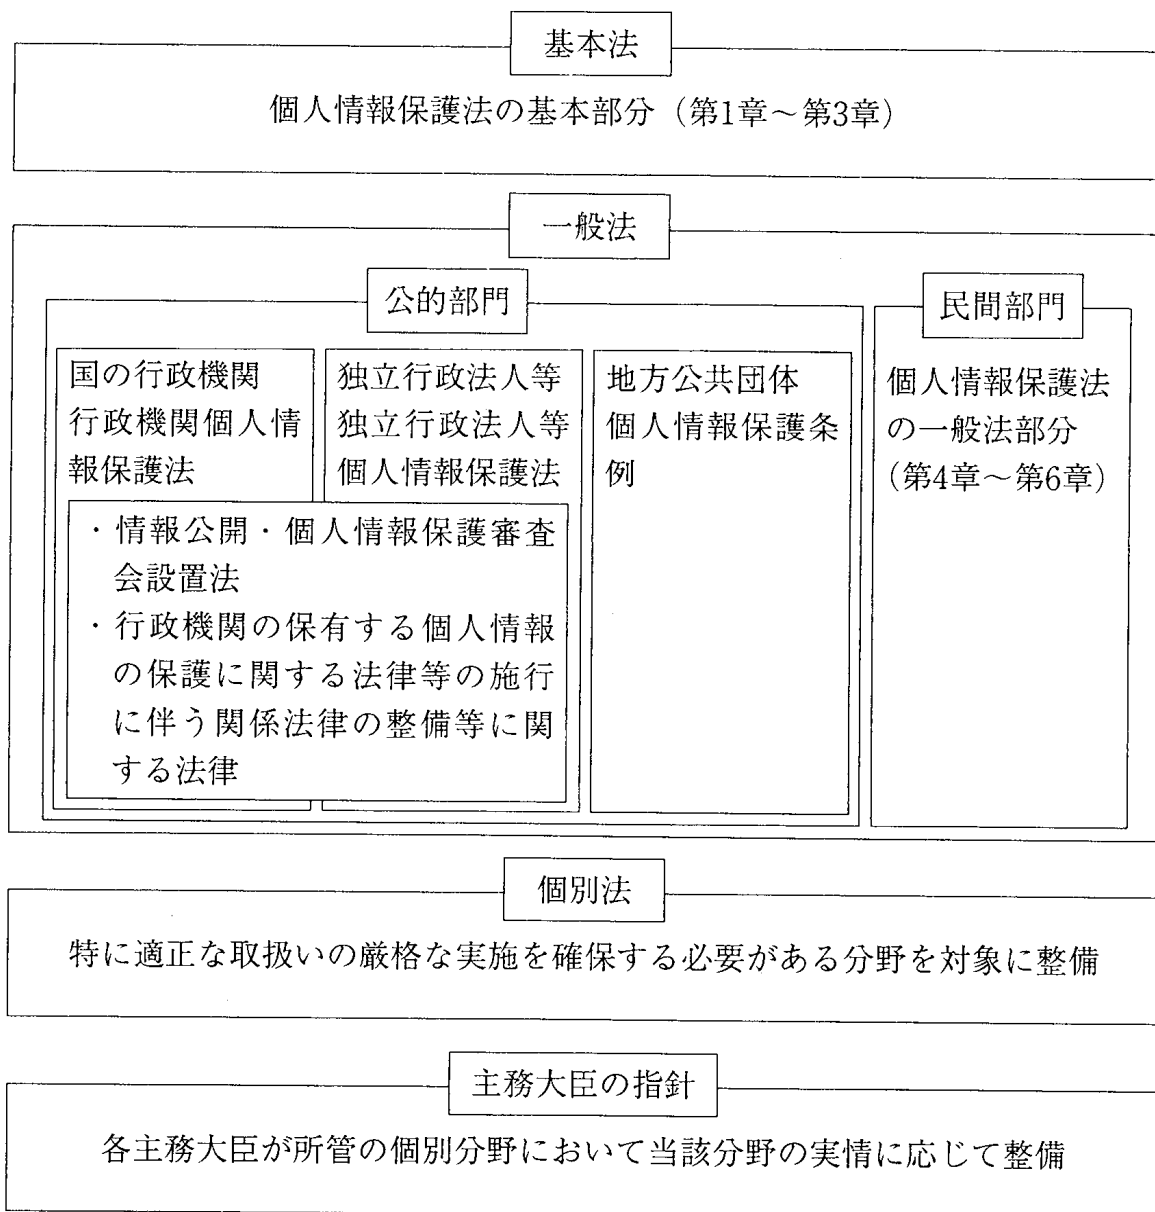 基本法
個人情報保護法の基本部分（第1章～第3章）
一般法
公的部門
国の行政機関
行政機関個人情
報保護法
独立行政法人等
独立行政法人等
個人情報保護法
・情報公開・個人情報保護審査
会設置法
・行政機関の保有する個人情報
の保護に関する法律等の施行
に伴う関係法律の整備等に関
する法律
地方公共団体
個人情報保護条
例
民間部門
個人情報保護法
の一般法部分
（第4章～第6章）
個別法
特に適正な取扱いの厳格な実施を確保する必要がある分野を対象に整備
主務大臣の指針
各主務大臣が所管の個別分野において当該分野の実情に応じて整備